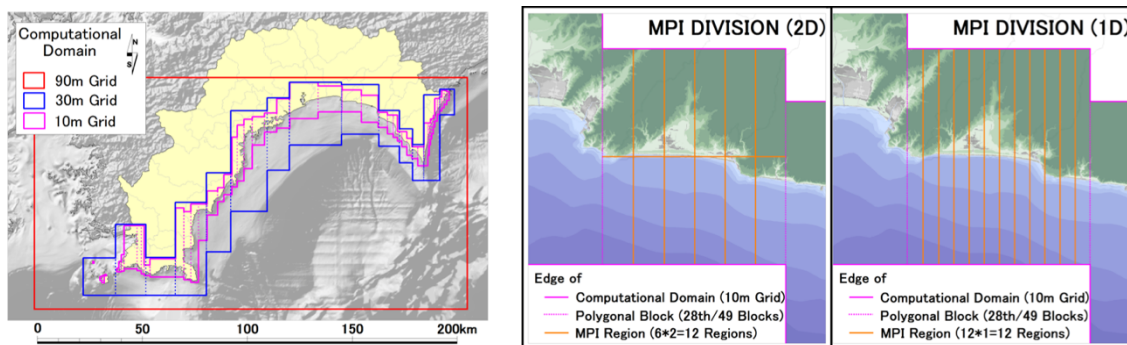 Computational
Domain
N
S
90m Grid
30m Grid
10m Grid
0 50 100 150 200km
MPI DIVISION (2D)
Edge of
Computational Domain (10m Grid)
Polygonal Block (28th/49 Blocks)
MPI Region (6*2=12 Regions)
MPI DIVISION (1D)
Edge of
Computational Domain (10m Grid)
Polygonal Block (28th/49 Blocks)
MPI Region (12*1=12 Regions)